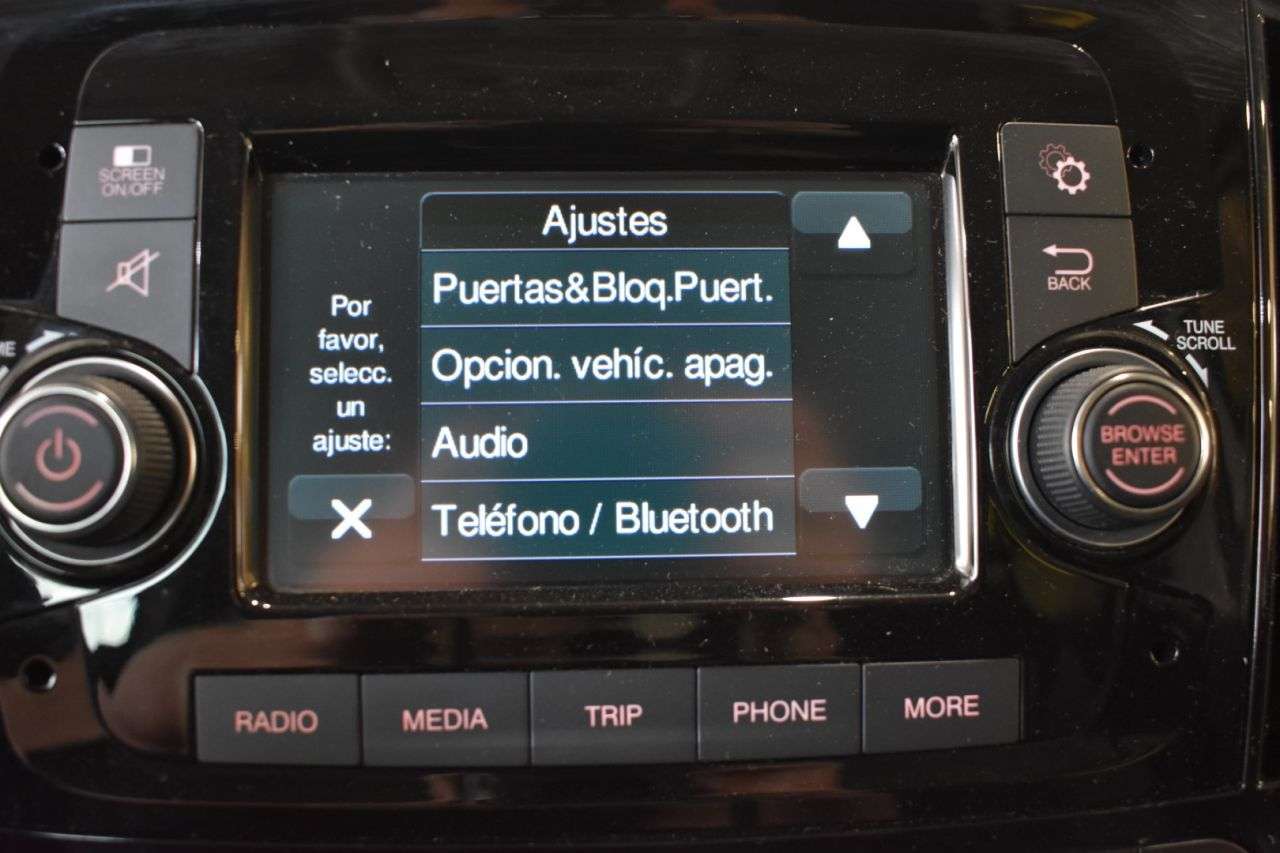 SCREEN
ON/OFF
Ajustes
Puertas&Bloq.Puert.
Opcion. vehíc. apag.
Audio
Teléfono / Bluetooth
Por
favor,
selecc.
un
ajuste:
BACK
TUNE
SCROLL
BROWSE
ENTER
RADIO
MEDIA
TRIP
PHONE
MORE